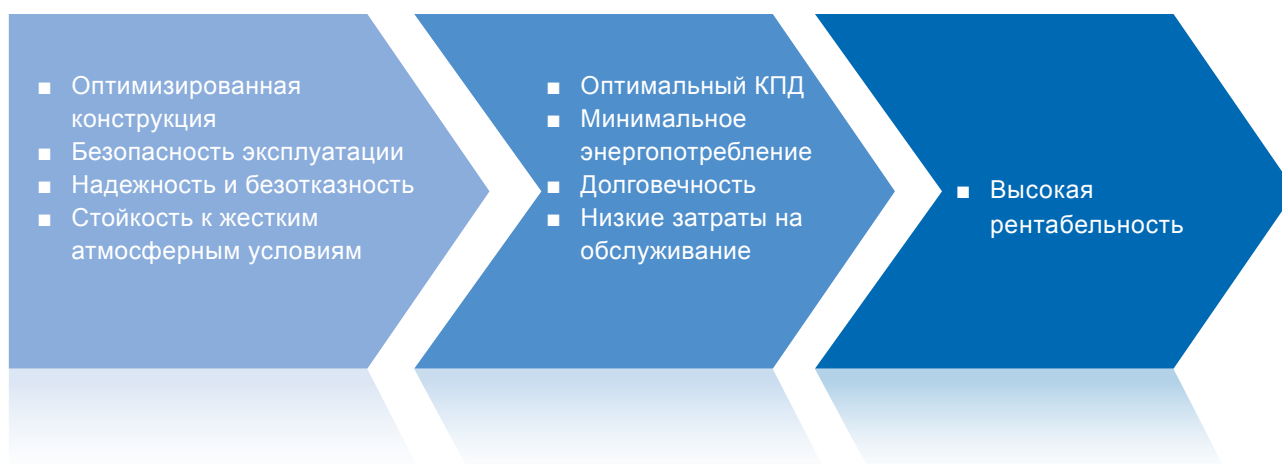 ■ Оптимизированная
конструкция
■ Безопасность эксплуатации
■ Надежность и безотказность
■ Стойкость к жестким
атмосферным условиям
■ Оптимальный КПД
■ Минимальное
энергопотребление
■ Долговечность
■ Низкие затраты на
обслуживание
■ Высокая
рентабельность